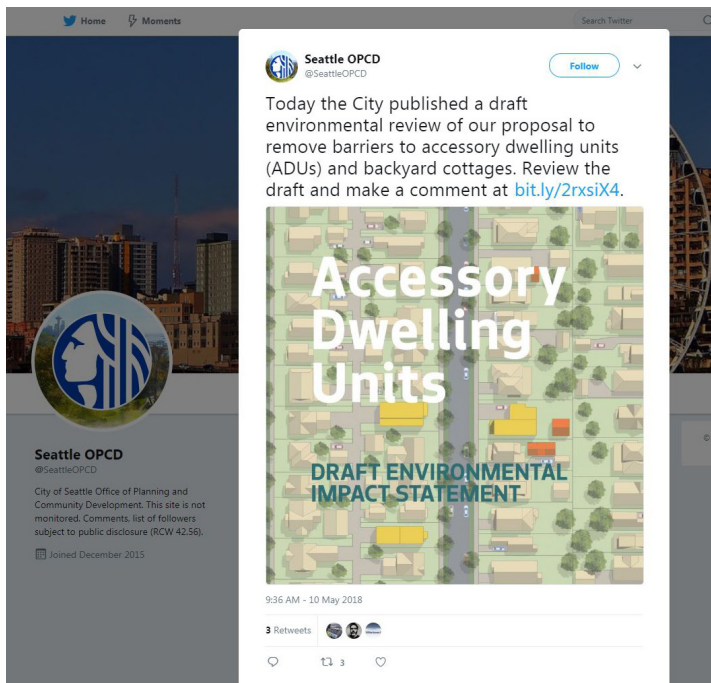 Home
Moments
Search Twitter
Seattle OPCD
@SeattleOPCD
Follow
Today the City published a draft
environmental review of our proposal to
remove barriers to accessory dwelling units
(ADUs) and backyard cottages. Review the
draft and make a comment at bit.ly/2rxsiX4.
Accessory
Dwelling
Units
DRAFT ENVIRONMENTAL
IMPACT STATEMENT
9:36 AM - 10 May 2018
3 Retweets
3
Seattle OPCD
@SeattleOPCD
City of Seattle Office of Planning and
Community Development. This site is not
monitored. Comments, list of followers
subject to public disclosure (RCW 42.56).
Joined December 2015
©